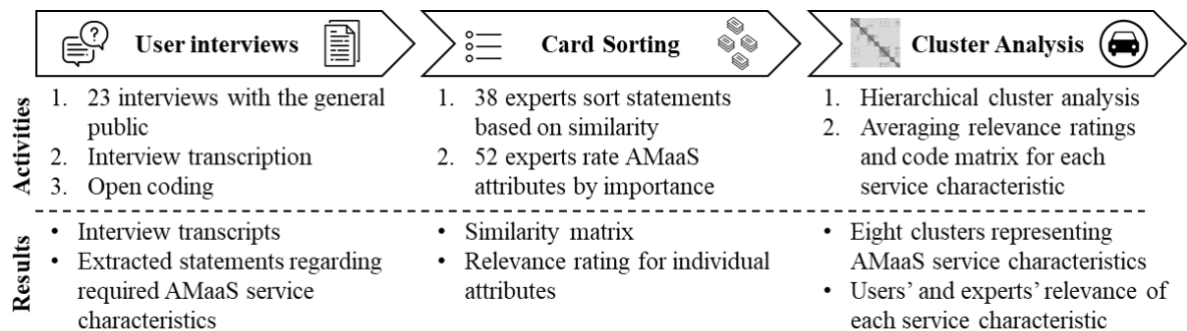 User interviews
Card Sorting
Cluster Analysis
Activities
1. 23 interviews with the general
public
2. Interview transcription
3. Open coding
1. 38 experts sort statements
based on similarity
2. 52 experts rate AMaaS
attributes by importance
1. Hierarchical cluster analysis
2. Averaging relevance ratings
and code matrix for each
service characteristic
Results
• Interview transcripts
• Extracted statements regarding
required AMaaS service
characteristics
• Similarity matrix
• Relevance rating for individual
attributes
• Eight clusters representing
AMaaS service characteristics
• Users' and experts' relevance of
each service characteristic